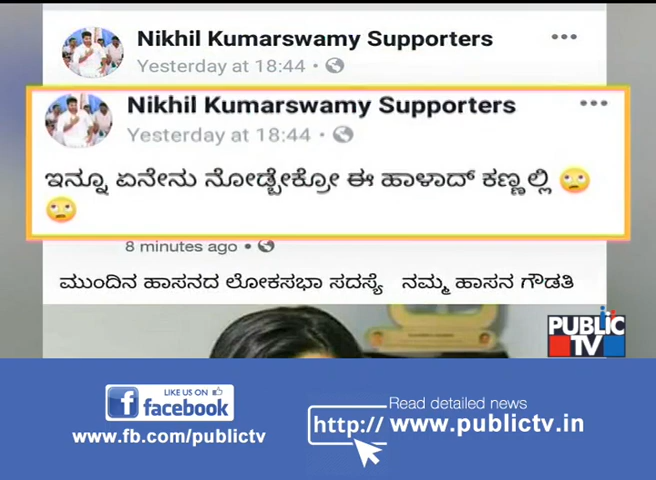 Nikhil Kumarswamy Supporters
Yesterday at 18:44 •
Nikhil Kumarswamy Supporters
Yesterday at 18:44 •
ಇನ್ನೂ ಏನೇನು ನೋಡ್ಬೇಕ್ರೋ ಈ ಹಾಳಾದ್ ಕಣ್ಣಲ್ಲಿ 🙄
🙄
8 minutes ago •
ಮುಂದಿನ ಹಾಸನದ ಲೋಕಸಭಾ ಸದಸ್ಯೆ ನಮ್ಮ ಹಾಸನ ಗೌಡತಿ
PUBLiC
TV
LIKE US ON
facebook
www.fb.com/publictv
Read detailed news
http:// www.publictv.in